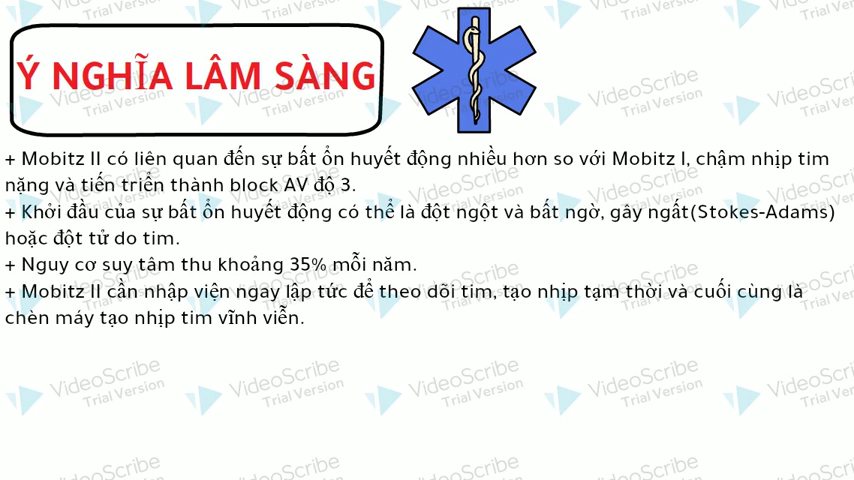 Ý NGHĨA LÂM SÀNG
+ Mobitz II có liên quan đến sự bất ổn huyết động nhiều hơn so với Mobitz I, chậm nhịp tim
nặng và tiến triển thành block AV độ 3.
+ Khởi đầu của sự bất ổn huyết động có thể là đột ngột và bất ngờ, gây ngất(Stokes-Adams)
hoặc đột tử do tim.
+ Nguy cơ suy tâm thu khoảng 35% mỗi năm.
+ Mobitz II cần nhập viện ngay lập tức để theo dõi tim, tạo nhịp tạm thời và cuối cùng là
chèn máy tạo nhịp tim vĩnh viễn.
VideoScribe
Trial Version